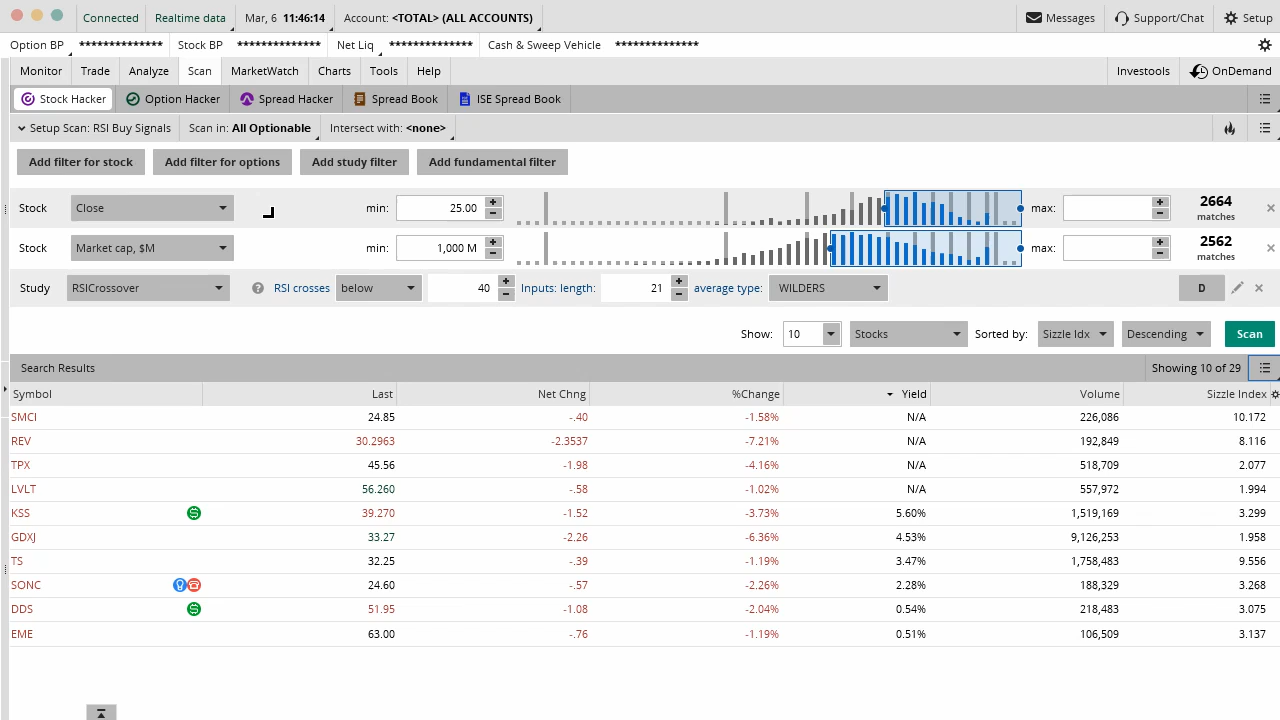 Connected Realtime data Mar, 6 11:46:14 Account: <TOTAL> (ALL ACCOUNTS) Messages Support/Chat Setup
Option BP ************** Stock BP ************** Net Liq ************** Cash & Sweep Vehicle **************
Monitor Trade Analyze Scan MarketWatch Charts Tools Help Investools OnDemand
Stock Hacker Option Hacker Spread Hacker Spread Book ISE Spread Book
Setup Scan: RSI Buy Signals Scan in: All Optionable Intersect with: <none>
Add filter for stock Add filter for options Add study filter Add fundamental filter
Stock Close min: 25.00 max: 2664 matches
Stock Market cap, $M min: 1,000 M max: 2562 matches
Study RSICrossover ? RSI crosses below 40 Inputs: length: 21 average type: WILDERS D
Show: 10 Stocks Sorted by: Sizzle Idx Descending Scan
Search Results Showing 10 of 29
Symbol Last Net Chng %Change Yield Volume Sizzle Index
SMCI 24.85 -.40 -1.58% N/A 226,086 10.172
REV 30.2963 -2.3537 -7.21% N/A 192,849 8.116
TPX 45.56 -1.98 -4.16% N/A 518,709 2.077
LVLT 56.260 -.58 -1.02% N/A 557,972 1.994
KSS $ 39.270 -1.52 -3.73% 5.60% 1,519,169 3.299
GDXJ 33.27 -2.26 -6.36% 4.53% 9,126,253 1.958
TS 32.25 -.39 -1.19% 3.47% 1,758,483 9.556
SONC 24.60 -.57 -2.26% 2.28% 188,329 3.268
DDS $ 51.95 -1.08 -2.04% 0.54% 218,483 3.075
EME 63.00 -.76 -1.19% 0.51% 106,509 3.137